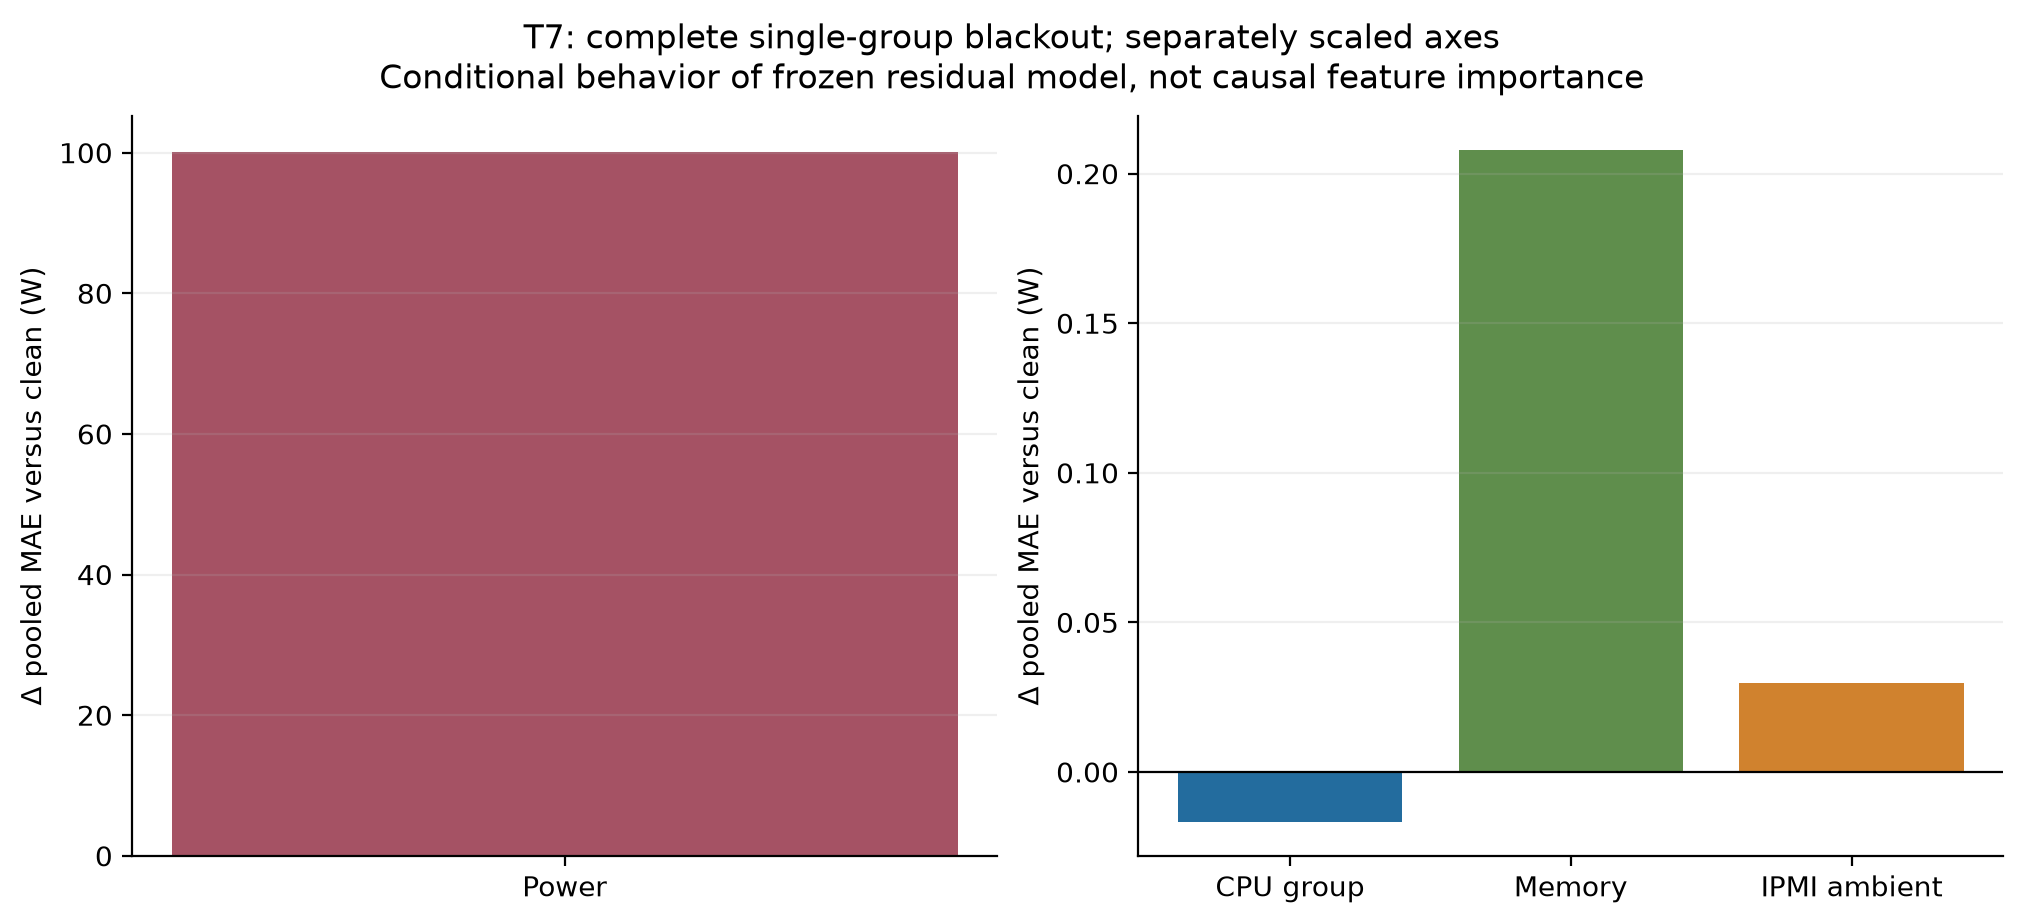 T7: complete single-group blackout; separately scaled axes
Conditional behavior of frozen residual model, not causal feature importance
Δ pooled MAE versus clean (W)
100
80
60
40
20
0
Power
Δ pooled MAE versus clean (W)
0.20
0.15
0.10
0.05
0.00
CPU group
Memory
IPMI ambient